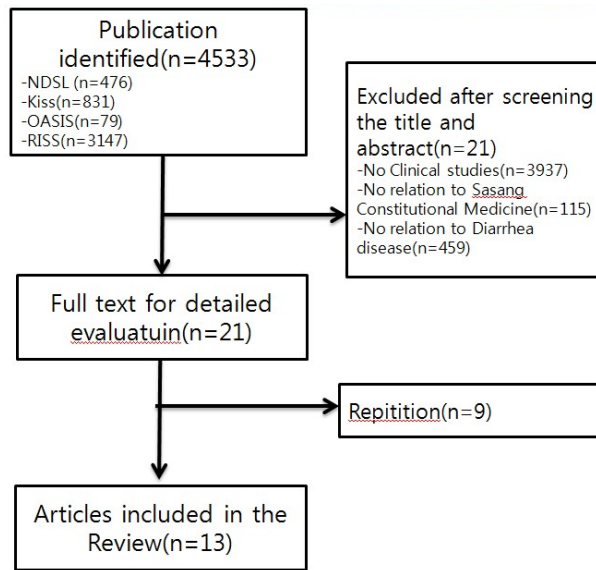 Publication
identified(n=4533)
-NDSL (n=476)
-Kiss(n=831)
-OASIS(n=79)
-RISS(n=3147)
Excluded after screening
the title and
abstract(n=21)
-No Clinical studies(n=3937)
-No relation to Sasang
Constitutional Medicine(n=115)
-No relation to Diarrhea
disease(n=459)
Full text for detailed
evaluatuin(n=21)
Repitition(n=9)
Articles included in the
Review(n=13)